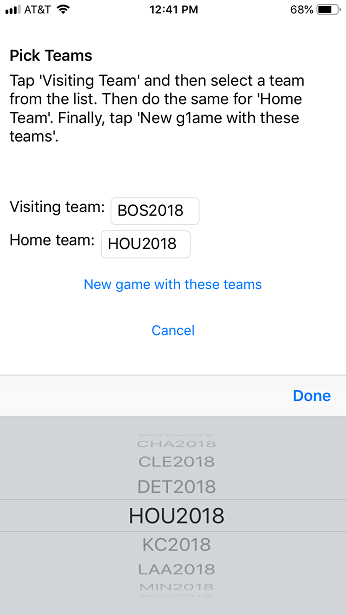 AT&T 12:41 PM 68%
Pick Teams
Tap 'Visiting Team' and then select a team
from the list. Then do the same for 'Home
Team'. Finally, tap 'New g1ame with these
teams'.
Visiting team: BOS2018
Home team: HOU2018
New game with these teams
Cancel
Done
CHA2018
CLE2018
DET2018
HOU2018
KC2018
LAA2018
MIN2018